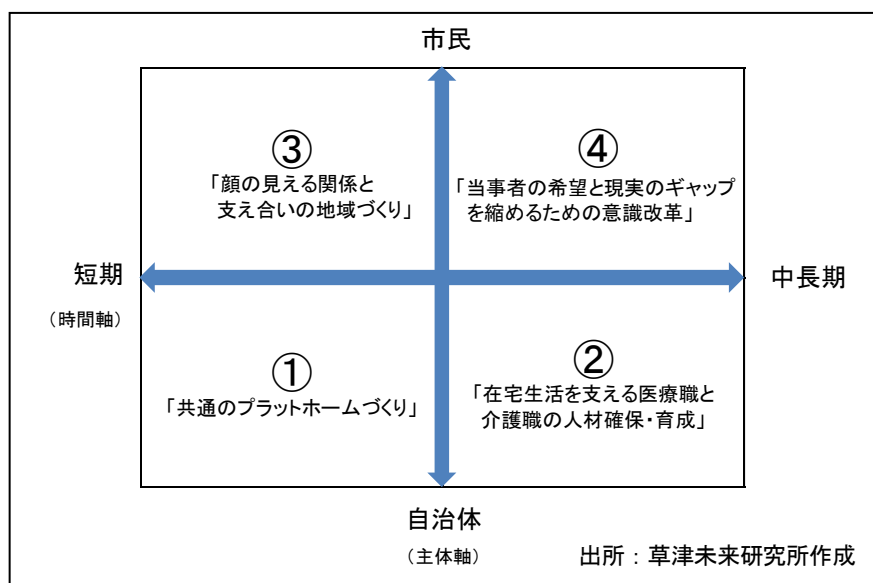 市民
③
「顔の見える関係と
支え合いの地域づくり」
④
「当事者の希望と現実のギャップ
を縮めるための意識改革」
短期
（時間軸）
中長期
①
「共通のプラットホームづくり」
②
「在宅生活を支える医療職と
介護職の人材確保・育成」
自治体
（主体軸）
出所：草津未来研究所作成